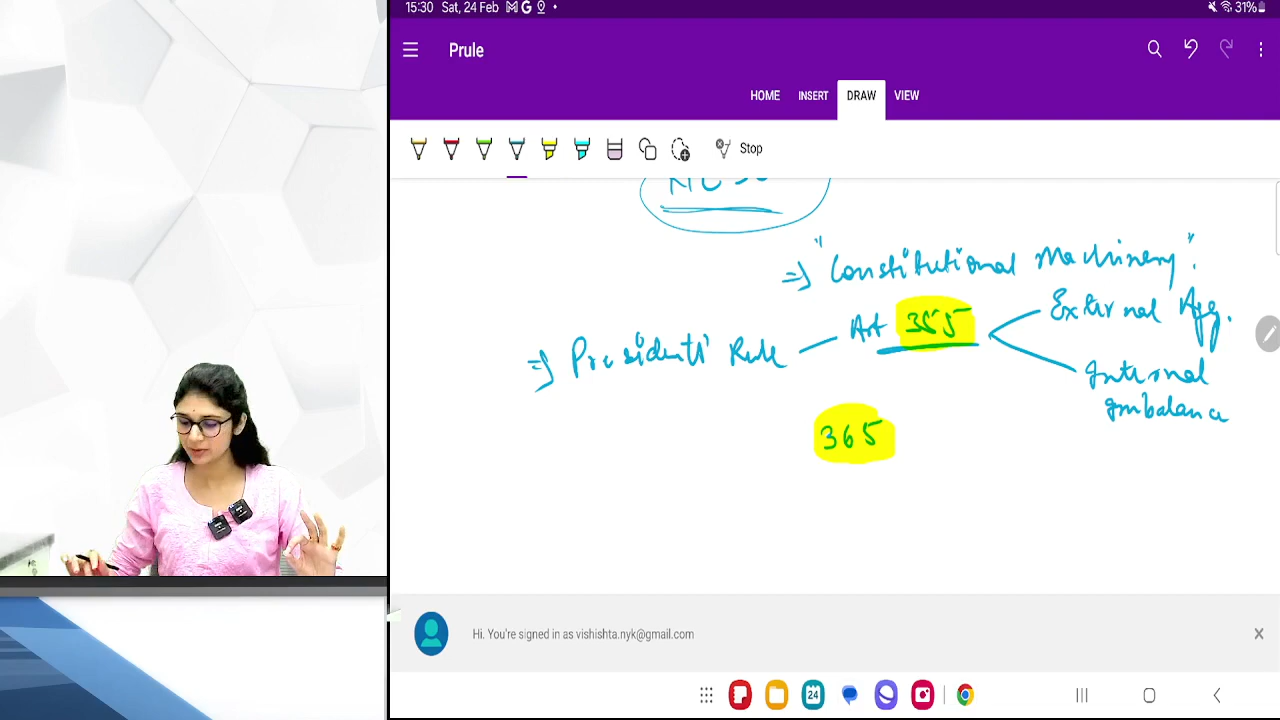 15:30 Sat, 24 Feb
31%
Prule
HOME INSERT DRAW VIEW
Stop
⇒ "Constitutional Machinery".
⇒ Presidents' Rule — Art 355
External Agg.
Internal Imbalance
365
Hi. You're signed in as vishishta.nyk@gmail.com
24